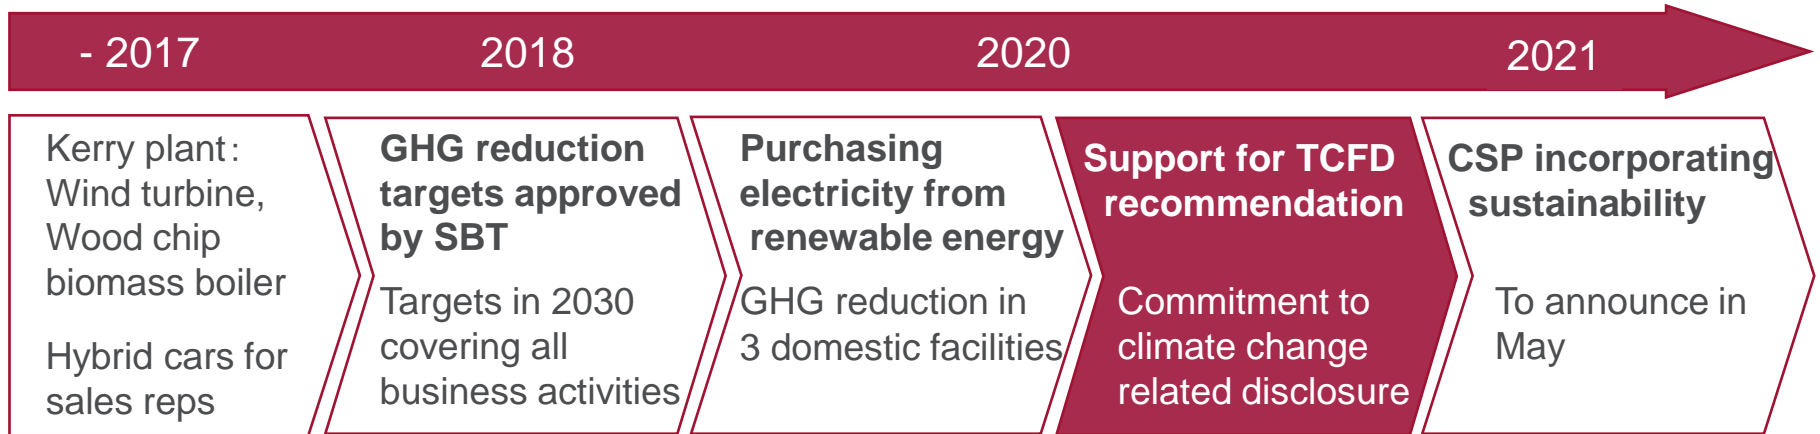 - 2017
2018
2020
2021
Kerry plant：
Wind turbine,
Wood chip
biomass boiler
Hybrid cars for
sales reps
GHG reduction
targets approved
by SBT
Targets in 2030
covering all
business activities
Purchasing
electricity from
renewable energy
GHG reduction in
3 domestic facilities
Support for TCFD
recommendation
Commitment to
climate change
related disclosure
CSP incorporating
sustainability
To announce in
May